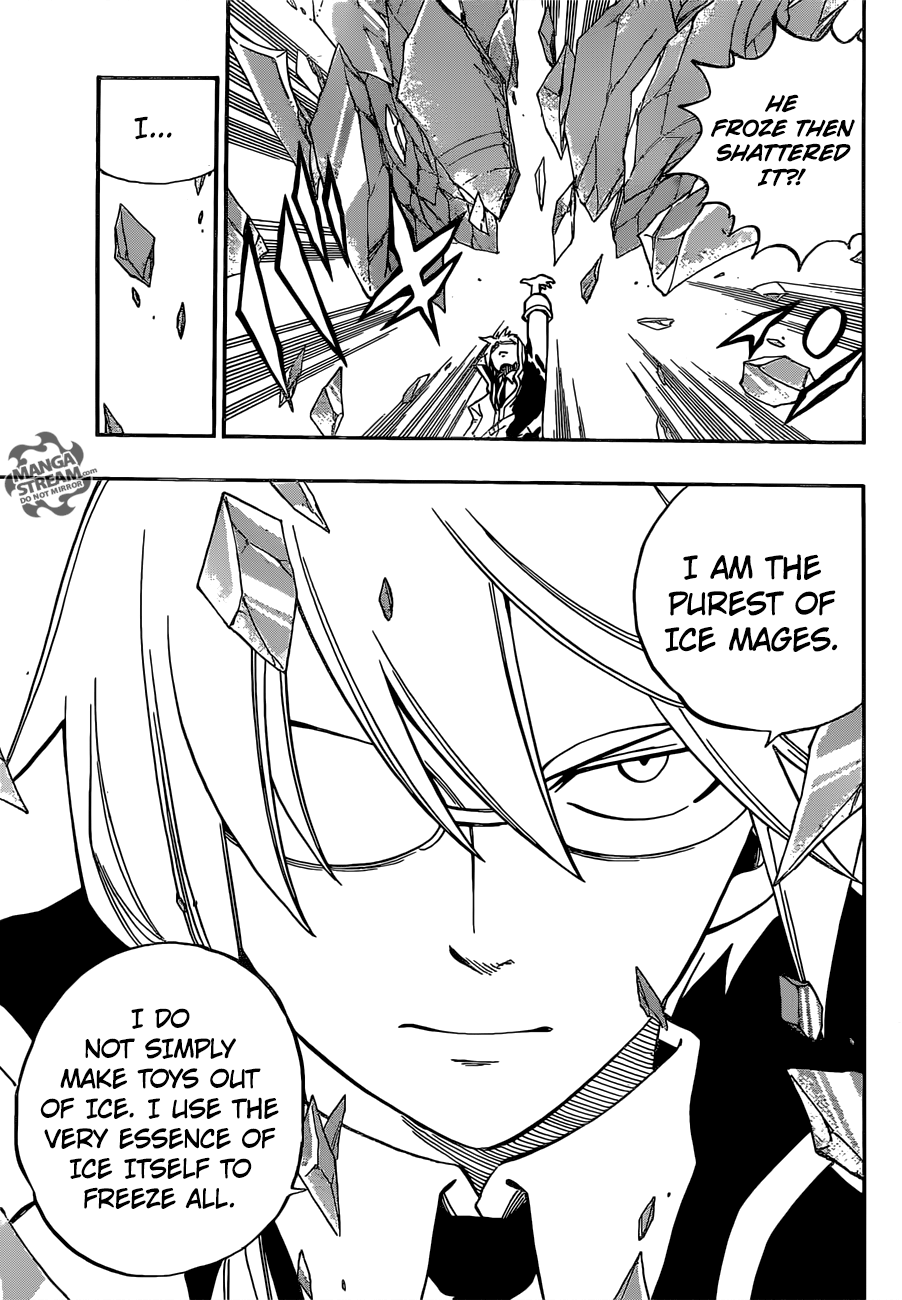 HE
FROZE THEN
SHATTERED
IT?!
I...
MANGA
STREAM.com
DO NOT MIRROR
I AM THE
PUREST OF
ICE MAGES.
I DO
NOT SIMPLY
MAKE TOYS OUT
OF ICE. I USE THE
VERY ESSENCE OF
ICE ITSELF TO
FREEZE ALL.